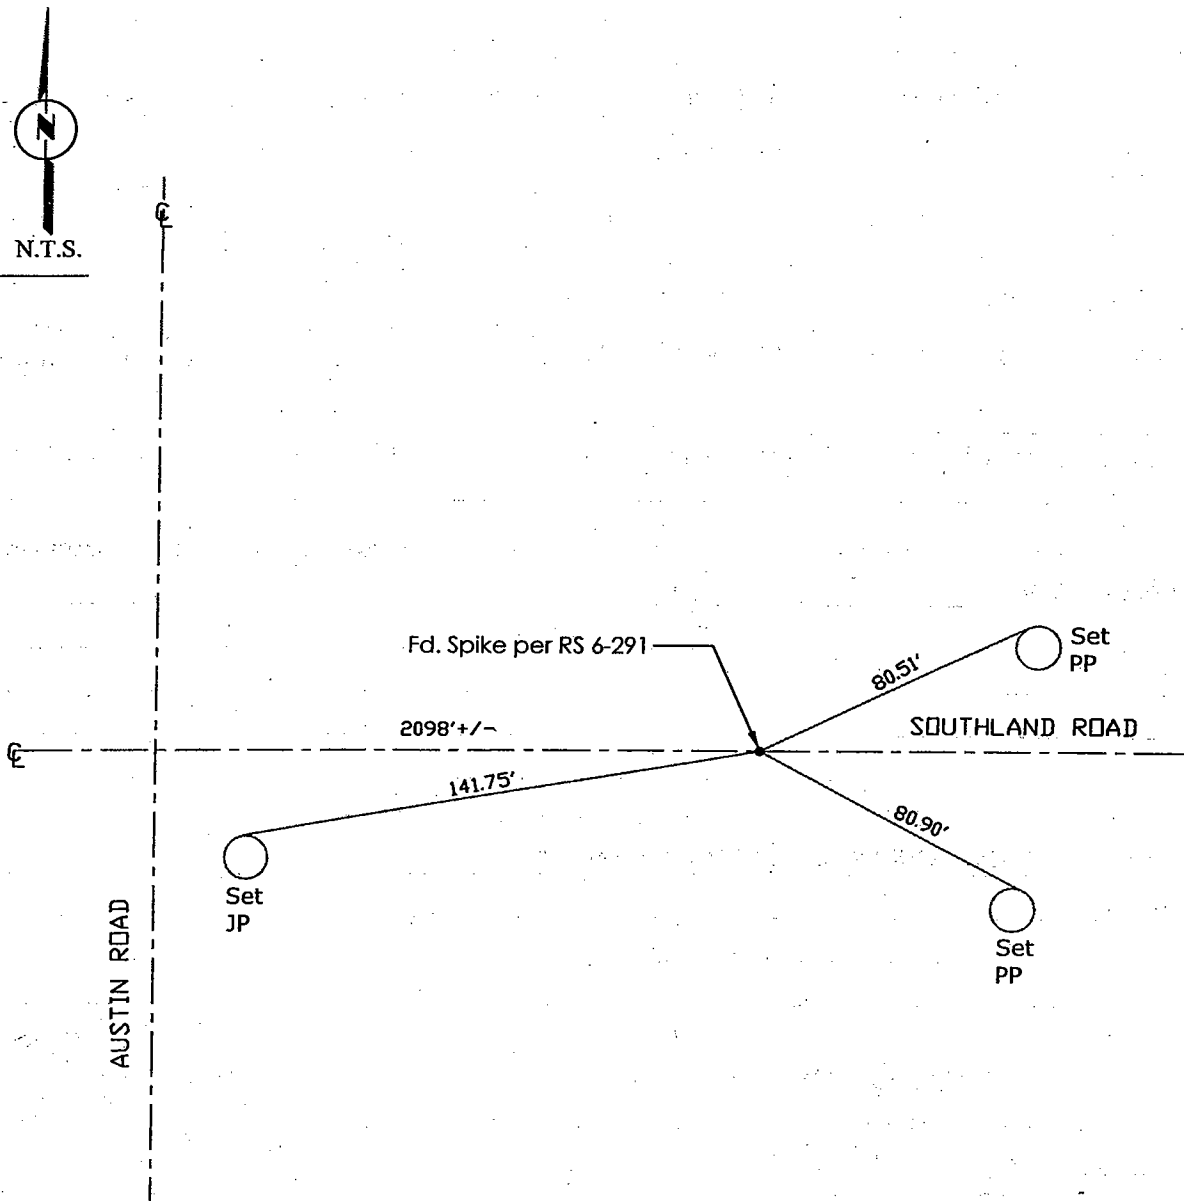 N
N.T.S.
℄
Fd. Spike per RS 6-291
Set
PP
80.51'
SOUTHLAND ROAD
2098'+/-
℄
141.75'
80.90'
Set
JP
Set
PP
AUSTIN ROAD